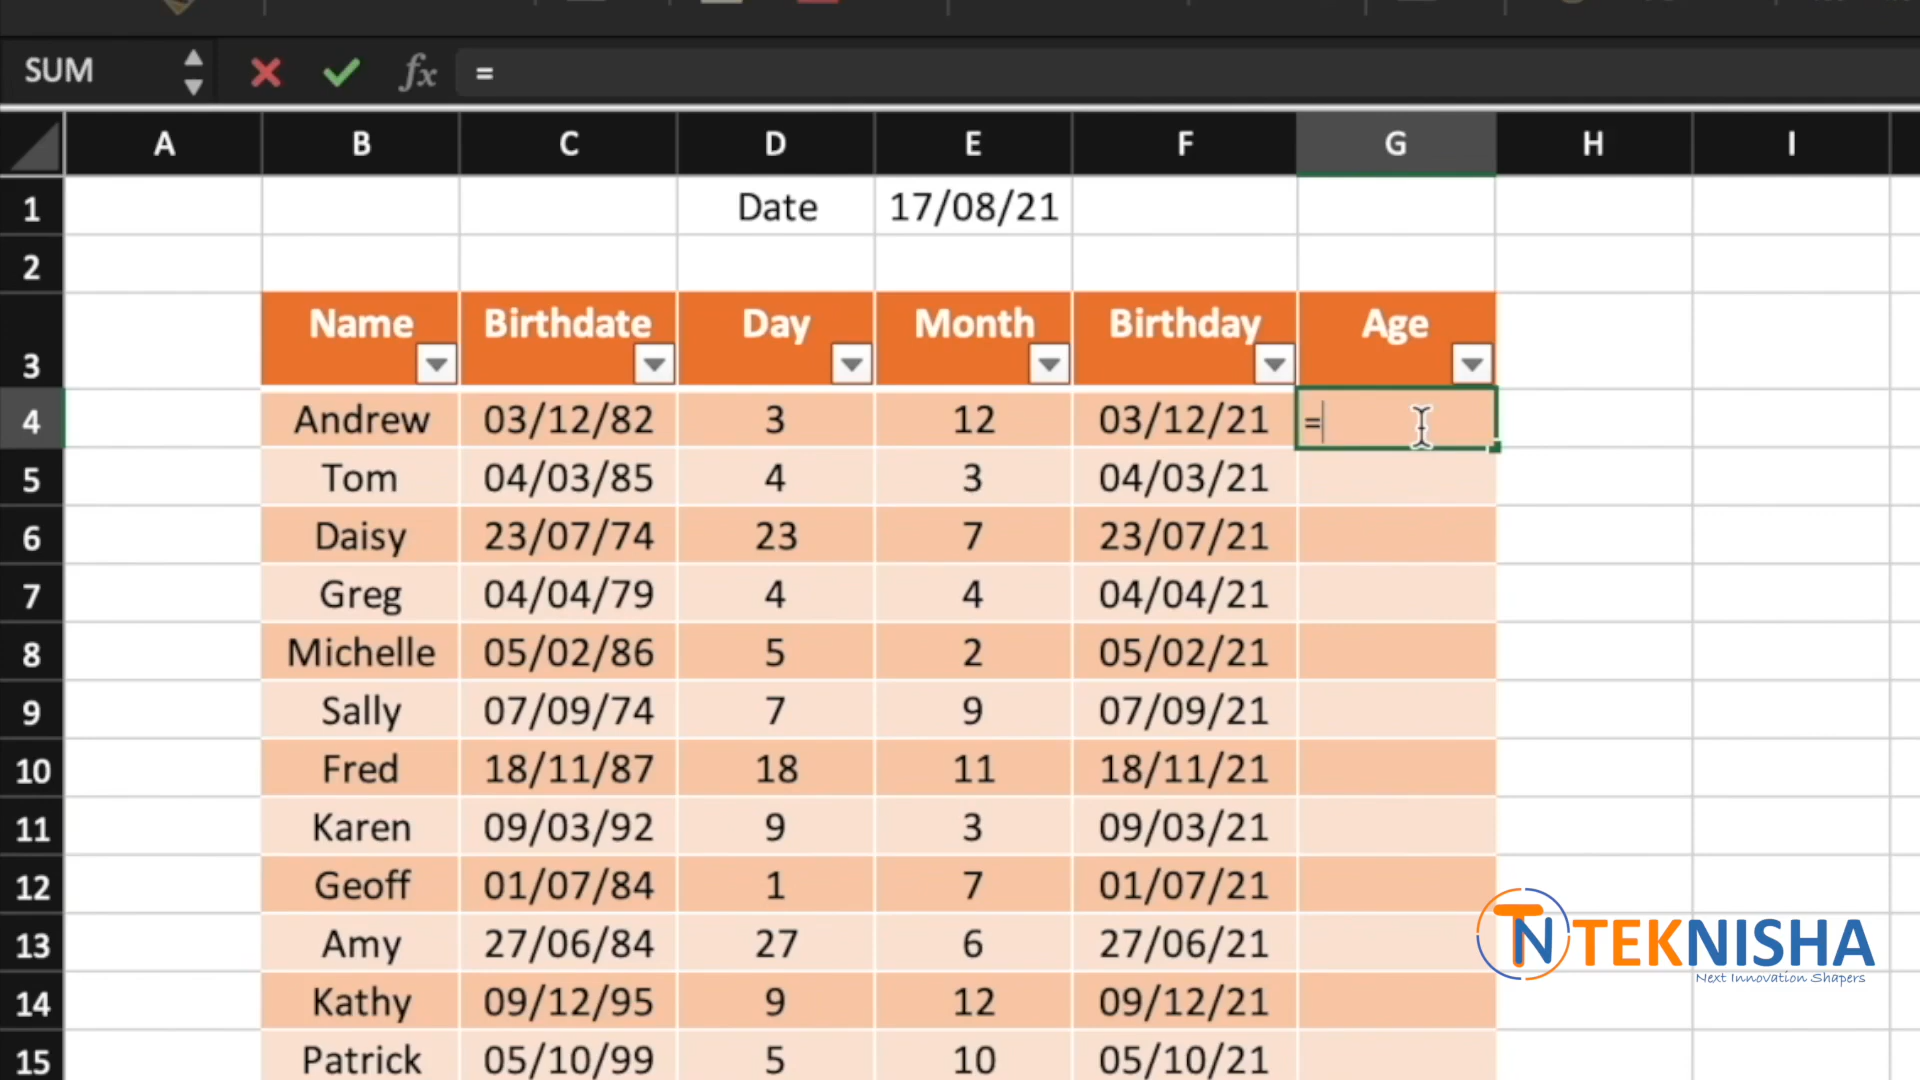 SUM fx =
A B C D E F G H I
1 Date 17/08/21
2
3 Name Birthdate Day Month Birthday Age
4 Andrew 03/12/82 3 12 03/12/21 =
5 Tom 04/03/85 4 3 04/03/21
6 Daisy 23/07/74 23 7 23/07/21
7 Greg 04/04/79 4 4 04/04/21
8 Michelle 05/02/86 5 2 05/02/21
9 Sally 07/09/74 7 9 07/09/21
10 Fred 18/11/87 18 11 18/11/21
11 Karen 09/03/92 9 3 09/03/21
12 Geoff 01/07/84 1 7 01/07/21
13 Amy 27/06/84 27 6 27/06/21
14 Kathy 09/12/95 9 12 09/12/21
15 Patrick 05/10/99 5 10 05/10/21
TN TEKNISHA
Next Innovation Shapers